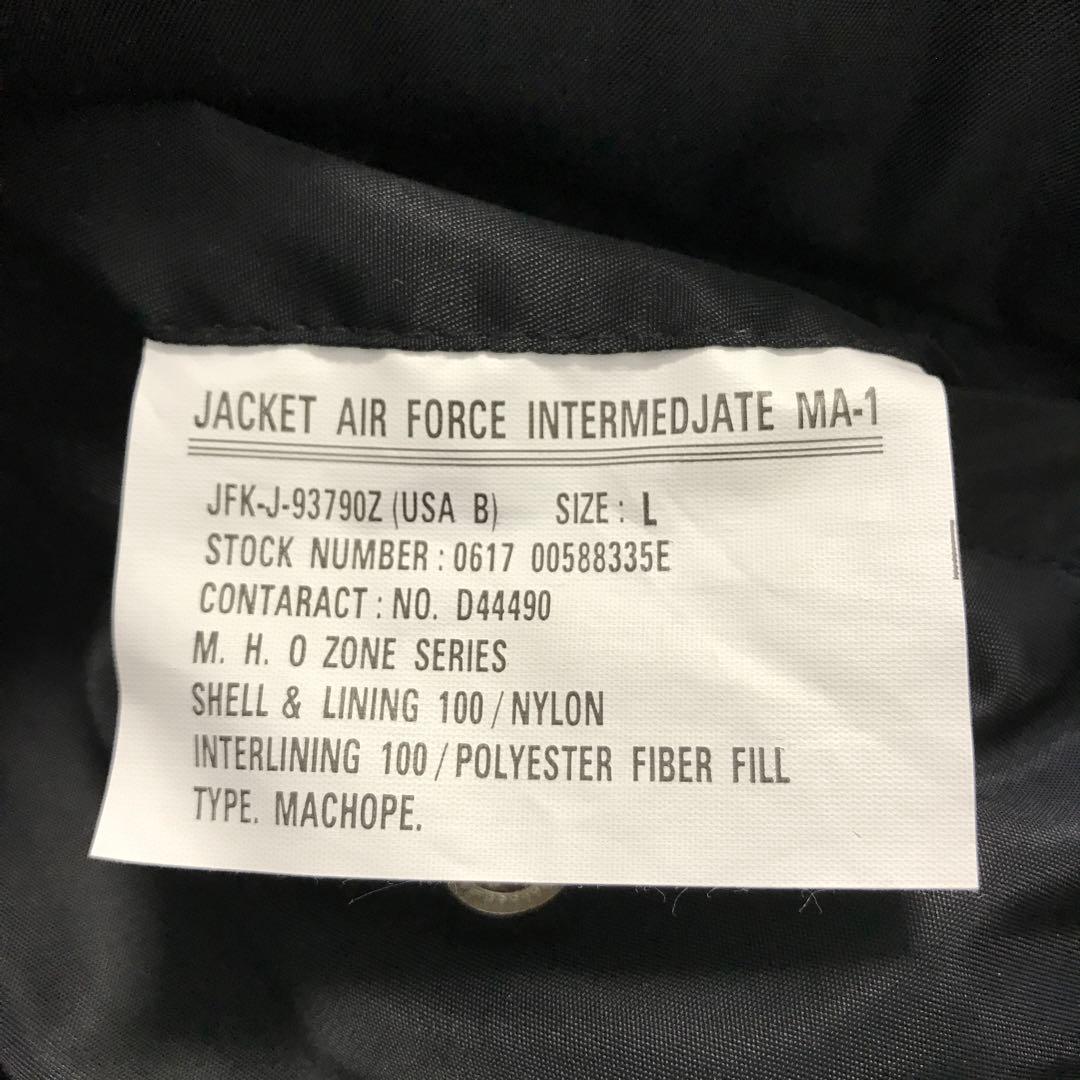 JACKET AIR FORCE INTERMEDJATE MA-1
JFK-J-93790Z (USA B) SIZE : L
STOCK NUMBER : 0617 00588335E
CONTARACT : NO. D44490
M. H. O ZONE SERIES
SHELL & LINING 100 / NYLON
INTERLINING 100 / POLYESTER FIBER FILL
TYPE. MACHOPE.